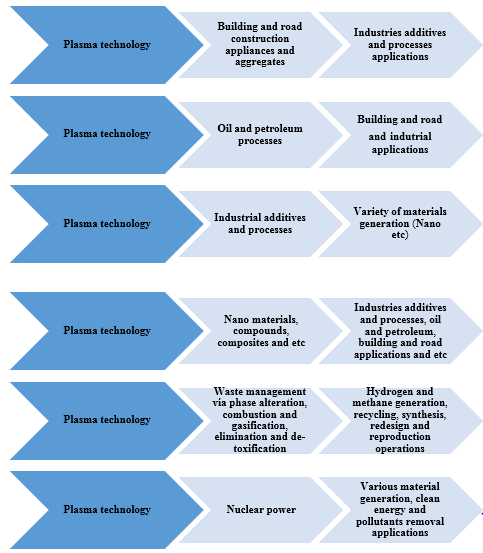 Plasma technology
Building and road
construction
appliances and
aggregates
Industries additives
and processes
applications
Plasma technology
Oil and petroleum
processes
Building and road
and indutrial
applications
Plasma technology
Industrial additives
and processes
Variety of materials
generation (Nano
etc)
Plasma technology
Nano materials,
compounds,
composites and etc
Industries additives
and processes, oil
and petroleum,
building and road
applications and etc
Plasma technology
Waste management
via phase alteration,
combustion and
gasification,
elimination and de-
toxification
Hydrogen and
methane generation,
recycling, synthesis,
redesign and
reproduction
operations
Plasma technology
Nuclear power
Various material
generation, clean
energy and
pollutants removal
applications